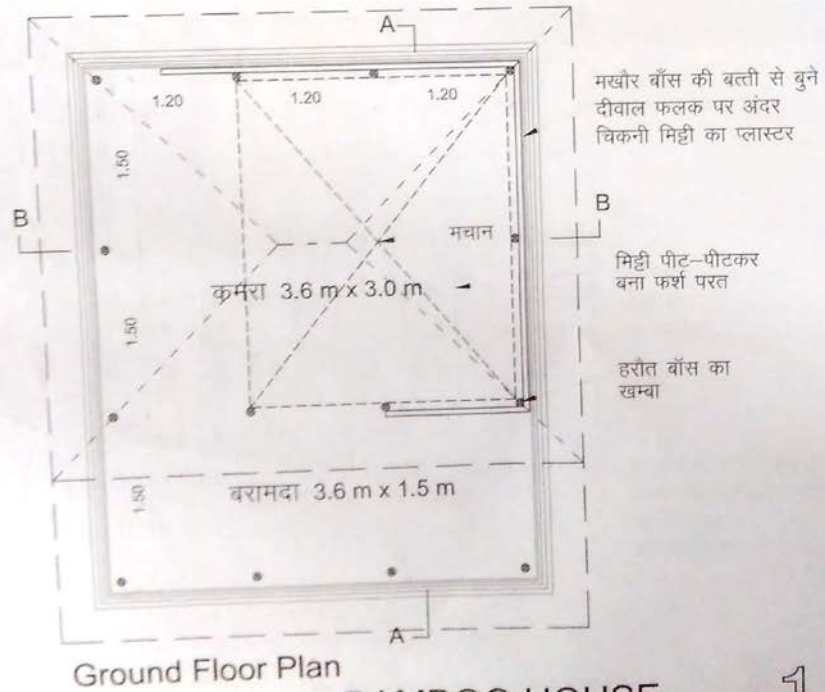 A
1.20
1.20
1.20
मखौर बाँस की बत्ती से बुने
दीवाल फलक पर अंदर
चिकनी मिट्टी का प्लास्टर
1.50
B
B
मचान
कमरा 3.6 m x 3.0 m
मिट्टी पीट-पीटकर
बना फर्श परत
1.50
हरौत बाँस का
खम्बा
1.50
बरामदा 3.6 m x 1.5 m
A
Ground Floor Plan
BAMBOO HOUSE
1